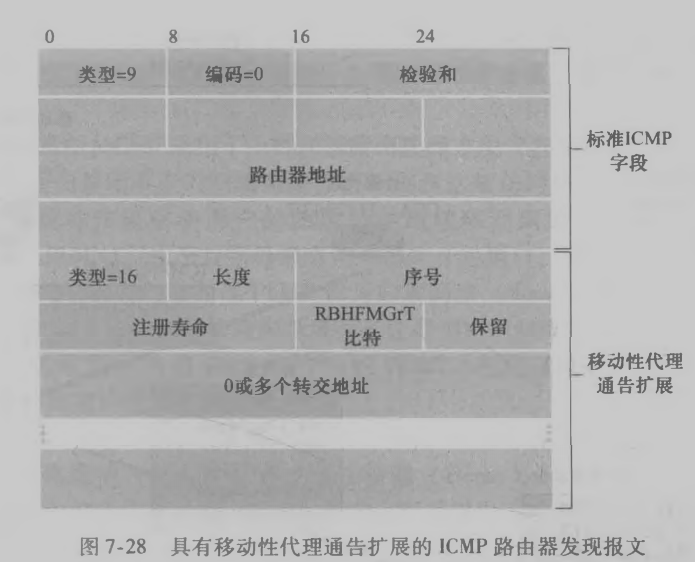 0 8 16 24
类型=9 编码=0 检验和
标准ICMP
字段
路由器地址
类型=16 长度 序号
注册寿命 RBHFMGrT
比特 保留
移动性代理
通告扩展
0或多个转交地址
图 7-28 具有移动性代理通告扩展的 ICMP 路由器发现报文